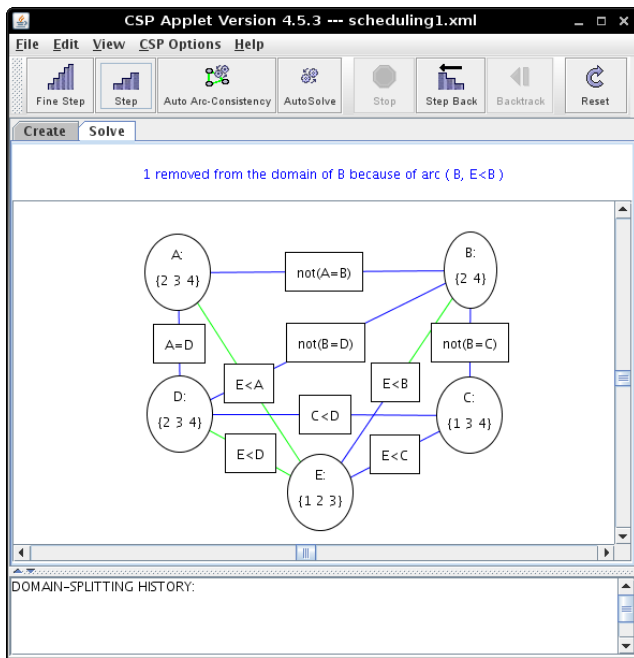 CSP Applet Version 4.5.3 --- scheduling1.xml
File Edit View CSP Options Help
Fine Step Step Auto Arc-Consistency AutoSolve Stop Step Back Backtrack Reset
Create Solve
1 removed from the domain of B because of arc ( B, E<B )
A:
{2 3 4}
not(A=B)
B:
{2 4}
A=D
not(B=D)
not(B=C)
E<A
E<B
D:
{2 3 4}
C<D
C:
{1 3 4}
E<D
E<C
E:
{1 2 3}
DOMAIN-SPLITTING HISTORY: